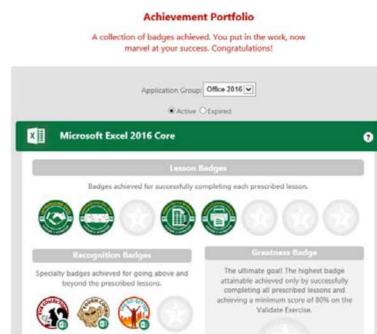 Achievement Portfolio
A collection of badges achieved. You put in the work, now
marvel at your success. Congratulations!
Application Group: Office 2016
Active Expired
Microsoft Excel 2016 Core
?
Lesson Badges
Badges achieved for successfully completing each prescribed lesson.
Recognition Badges
Specialty badges achieved for going above and
beyond the prescribed lessons.
Greatness Badge
The ultimate goal! The highest badge
attainable achieved only by successfully
completing all prescribed lessons and
achieving a minimum score of 80% on the
Validate Exercise.